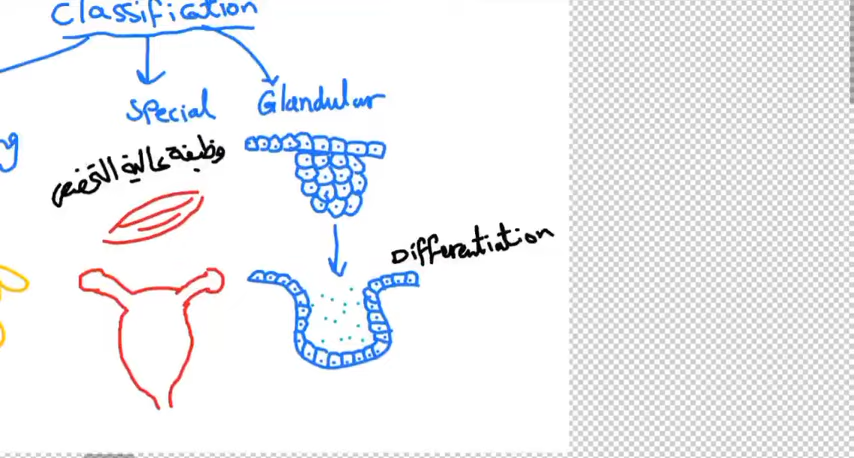 Classification
Special
Glandular
وظيفة عالية التخصص
Differentiation